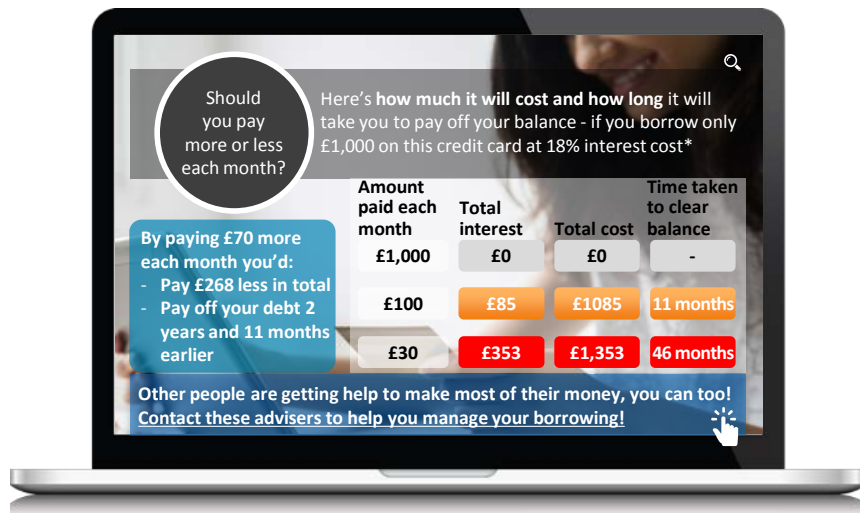 Should
you pay
more or less
each month?
Here's how much it will cost and how long it will
take you to pay off your balance - if you borrow only
£1,000 on this credit card at 18% interest cost*
By paying £70 more
each month you'd:
- Pay £268 less in total
- Pay off your debt 2
years and 11 months
earlier
Amount
paid each
month
Total
interest
Total cost
Time taken
to clear
balance
£1,000 £0 £0 -
£100 £85 £1085 11 months
£30 £353 £1,353 46 months
Other people are getting help to make most of their money, you can too!
Contact these advisers to help you manage your borrowing!